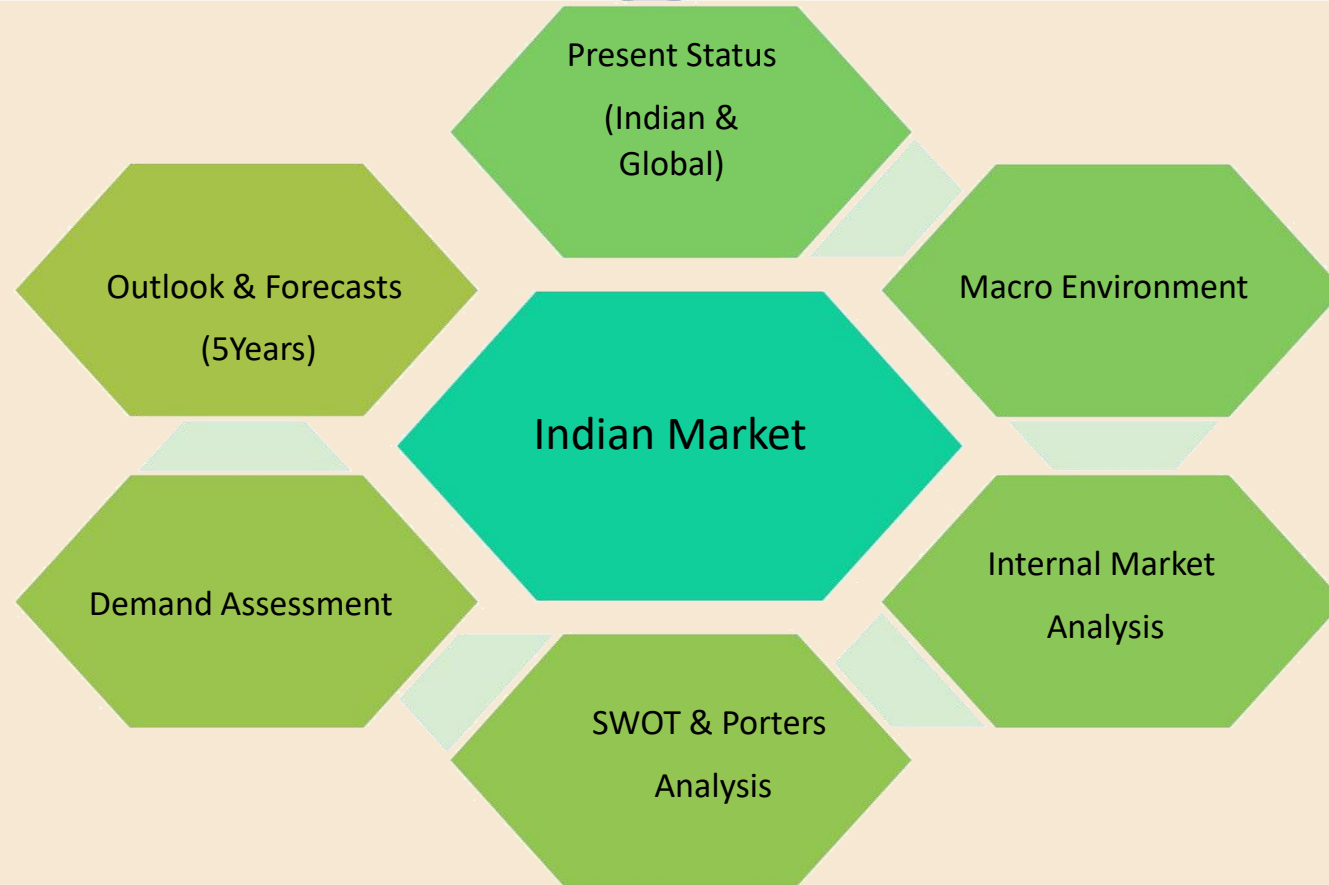 Present Status
(Indian &
Global)
Macro Environment
Internal Market
Analysis
SWOT & Porters
Analysis
Demand Assessment
Outlook & Forecasts
(5Years)
Indian Market